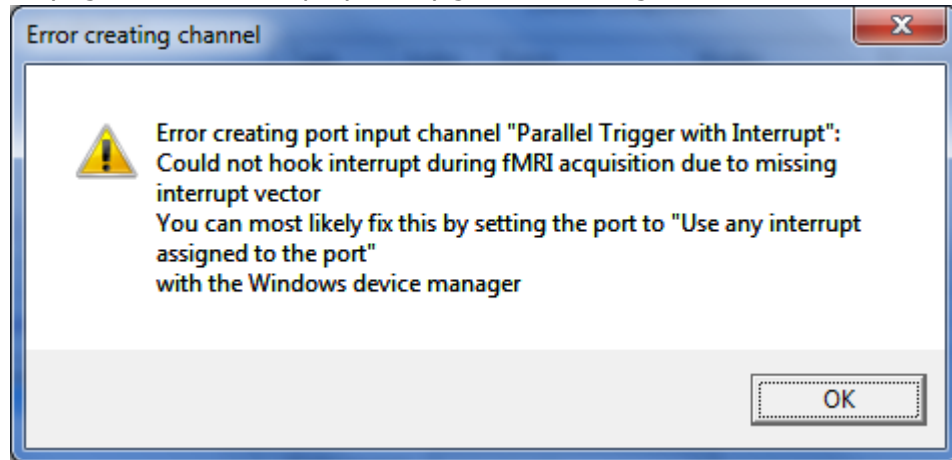 Error creating channel
Error creating port input channel "Parallel Trigger with Interrupt":
Could not hook interrupt during fMRI acquisition due to missing
interrupt vector
You can most likely fix this by setting the port to "Use any interrupt
assigned to the port"
with the Windows device manager
OK